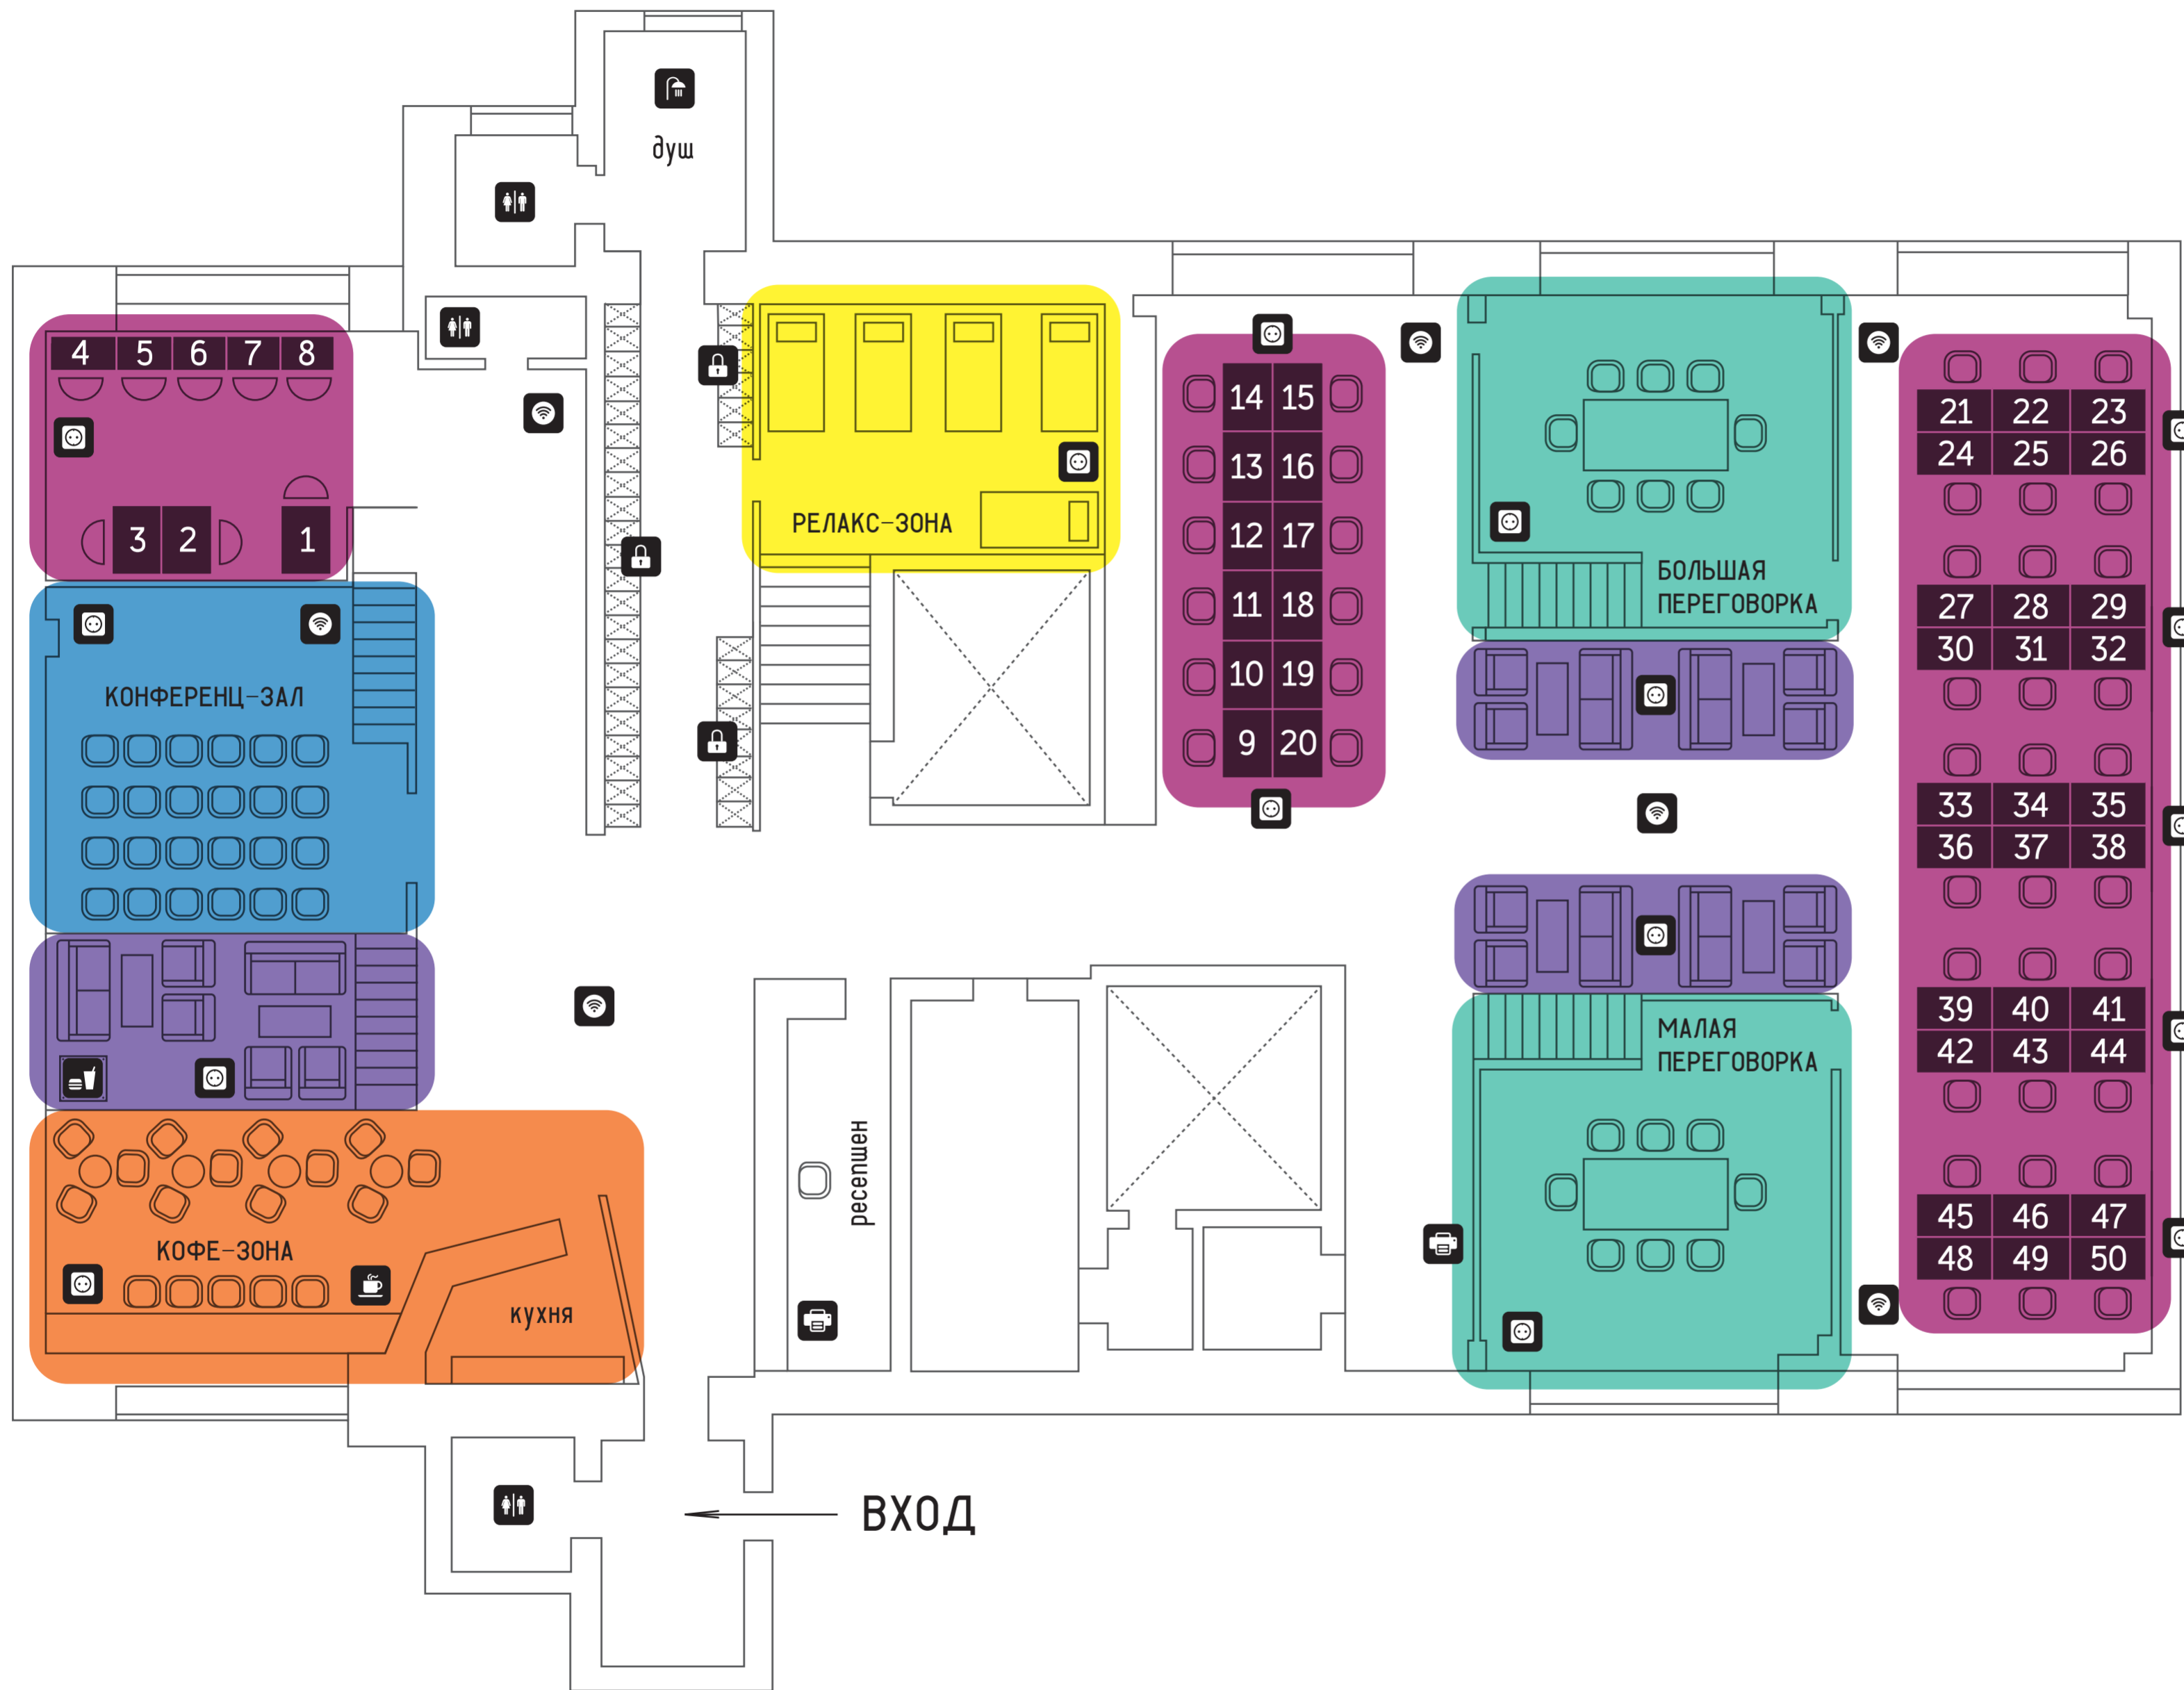 душ
4 5 6 7 8
3 2 1
РЕЛАКС-ЗОНА
14 15
13 16
12 17
11 18
10 19
9 20
БОЛЬШАЯ
ПЕРЕГОВОРКА
21 22 23
24 25 26
27 28 29
30 31 32
33 34 35
36 37 38
39 40 41
42 43 44
45 46 47
48 49 50
КОНФЕРЕНЦ-ЗАЛ
МАЛАЯ
ПЕРЕГОВОРКА
ресепшен
КОФЕ-ЗОНА
кухня
ВХОД